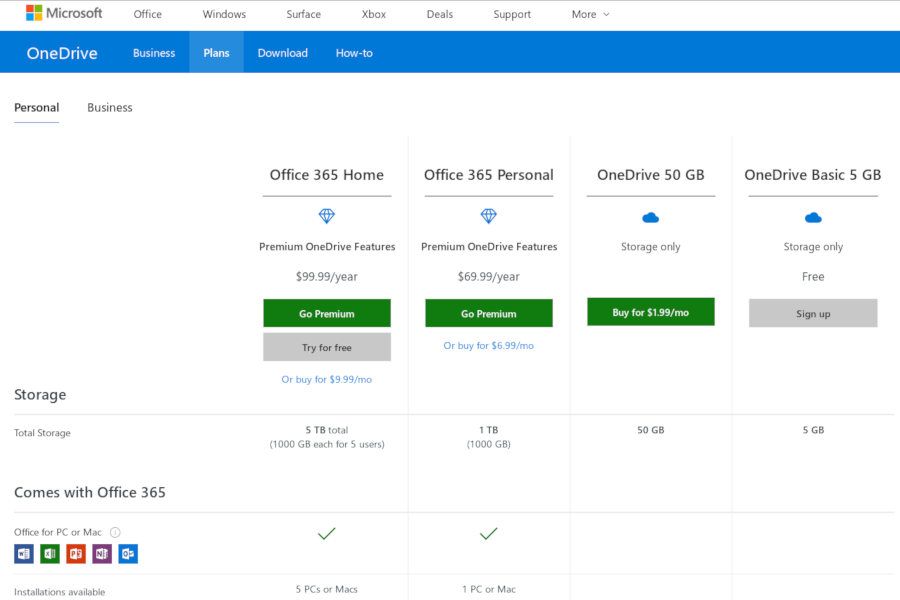 Microsoft Office Windows Surface Xbox Deals Support More
OneDrive Business Plans Download How-to
Personal Business
Office 365 Home Office 365 Personal OneDrive 50 GB OneDrive Basic 5 GB
Premium OneDrive Features Premium OneDrive Features Storage only Storage only
$99.99/year $69.99/year Free
Go Premium Go Premium Buy for $1.99/mo Sign up
Try for free Or buy for $6.99/mo
Or buy for $9.99/mo
Storage
Total Storage 5 TB total 1 TB 50 GB 5 GB
(1000 GB each for 5 users) (1000 GB)
Comes with Office 365
Office for PC or Mac
Installations available 5 PCs or Macs 1 PC or Mac